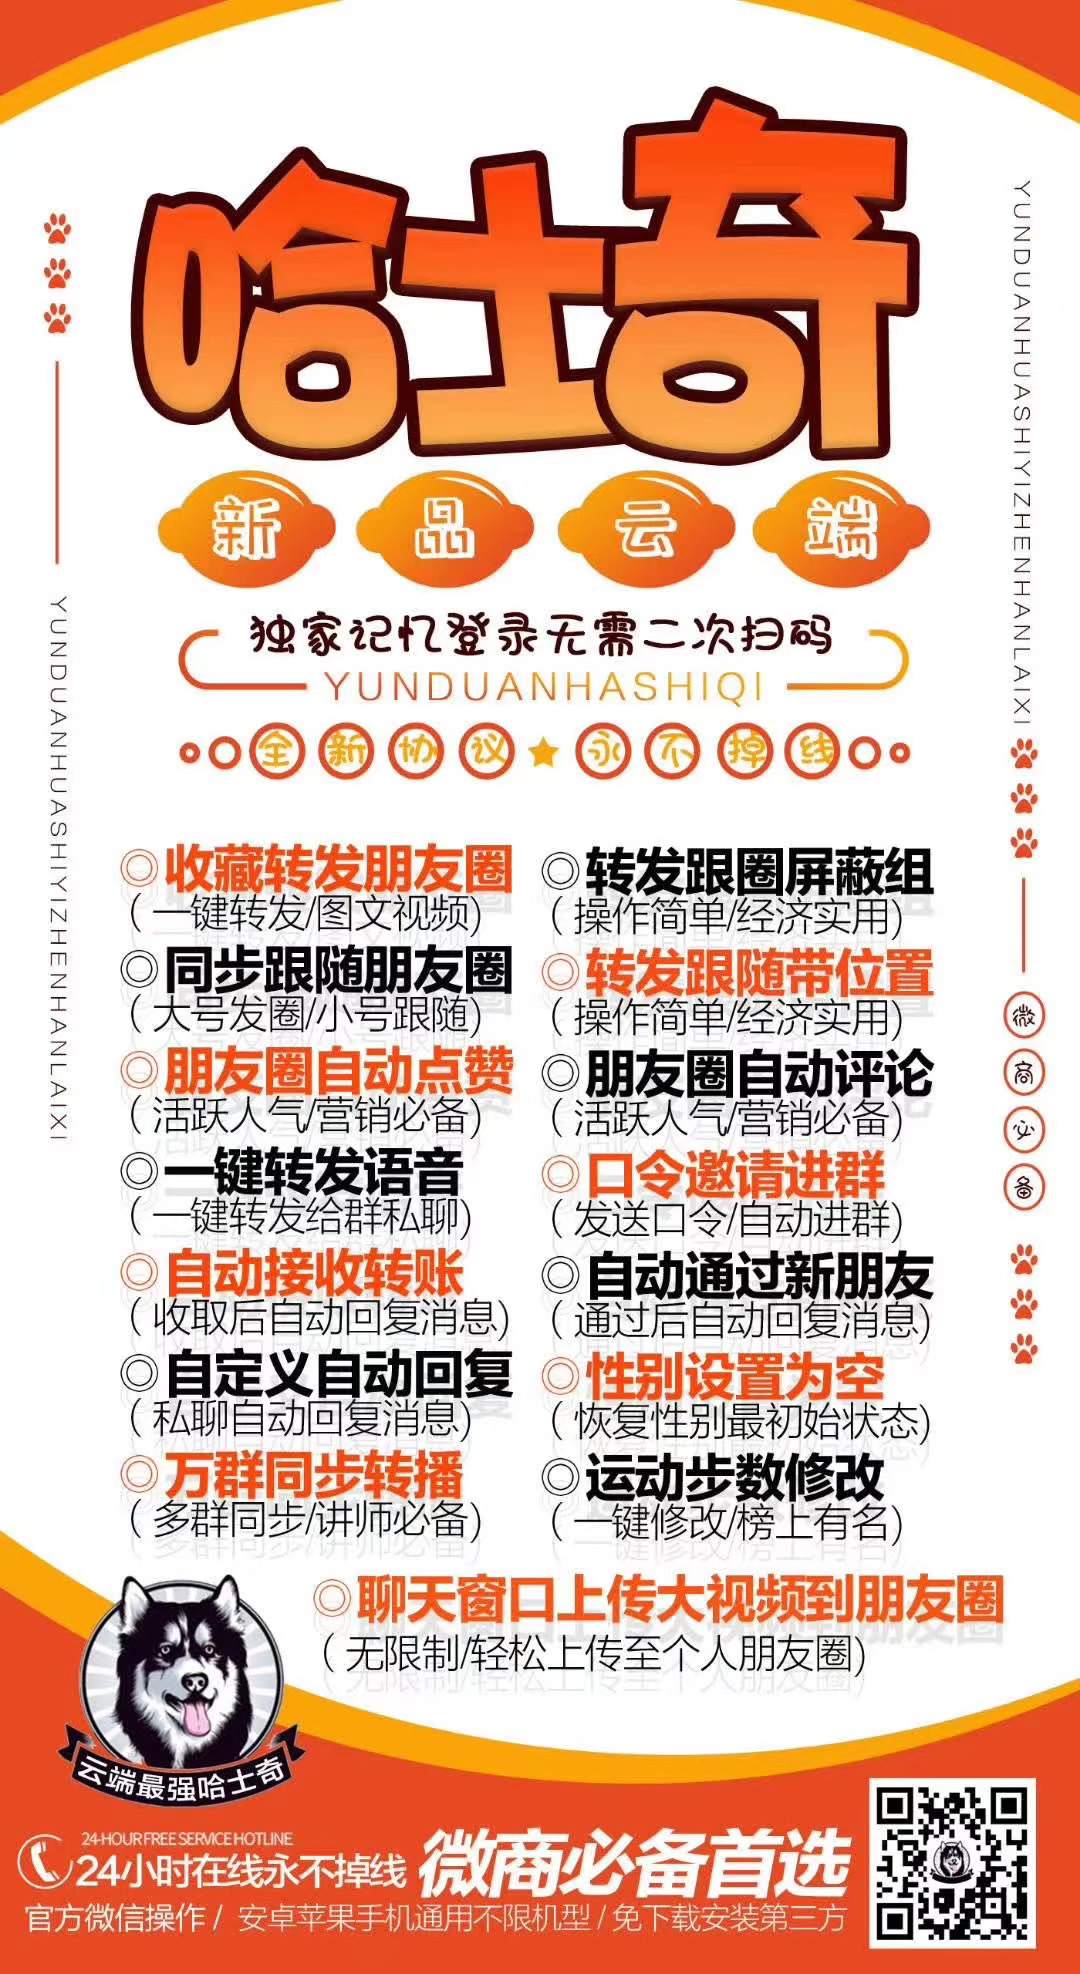 哈士奇
新品云端
独家记忆登录无需二次扫码
YUNDUANHASHIQI
全新协议★永不掉线
YUNDUANHUASHIYIZHENHANLAIXI
YUNDUANHUASHIYIZHENHANLAIXI
微商必备
◎收藏转发朋友圈
(一键转发/图文视频)
◎转发跟圈屏蔽组
(操作简单/经济实用)
◎同步跟随朋友圈
(大号发圈/小号跟随)
◎转发跟随带位置
(操作简单/经济实用)
◎朋友圈自动点赞
(活跃人气/营销必备)
◎朋友圈自动评论
(活跃人气/营销必备)
◎一键转发语音
(一键转发给群私聊)
◎口令邀请进群
(发送口令/自动进群)
◎自动接收转账
(收取后自动回复消息)
◎自动通过新朋友
(通过后自动回复消息)
◎自定义自动回复
(私聊自动回复消息)
◎性别设置为空
(恢复性别最初始状态)
◎万群同步转播
(多群同步/讲师必备)
◎运动步数修改
(一键修改/榜上有名)
◎聊天窗口上传大视频到朋友圈
(无限制/轻松上传至个人朋友圈)
云端最强哈士奇
24-HOUR FREE SERVICE HOTLINE
24小时在线永不掉线
微商必备首选
官方微信操作 / 安卓苹果手机通用不限机型 / 免下载安装第三方